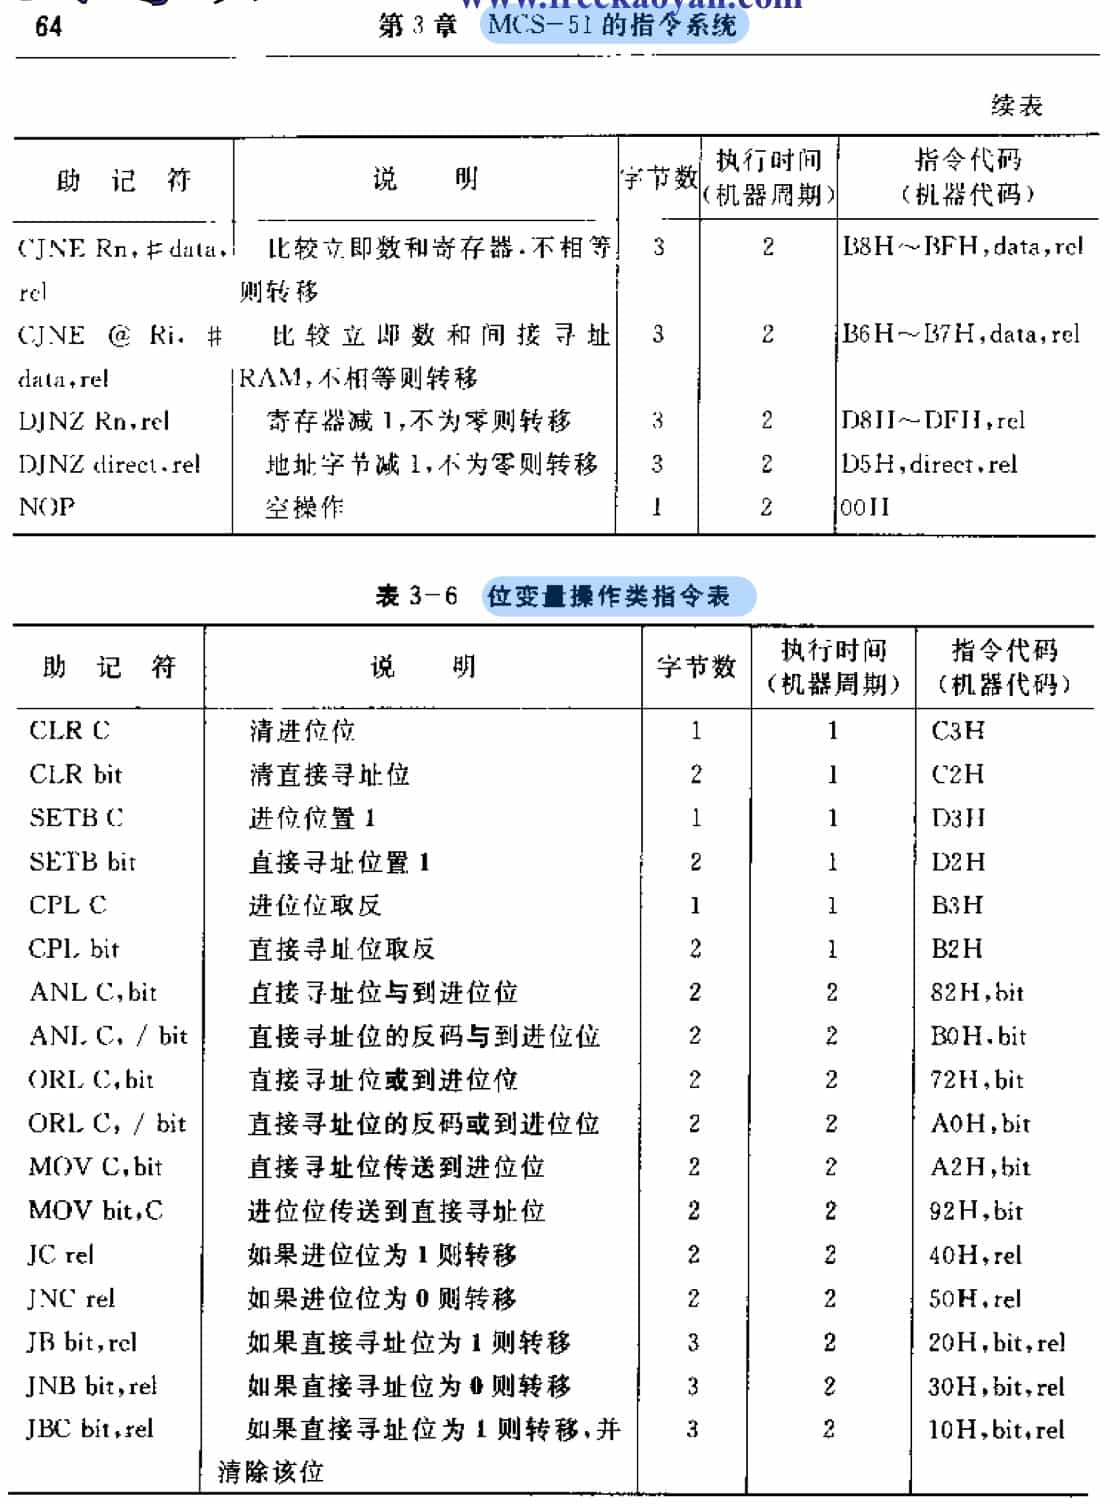 www.freekaoyan.com
64 第 3 章 MCS-51 的指令系统
续表
助 记 符 说 明 字节数 执行时间(机器周期) 指令代码(机器代码)
CJNE Rn,#data, 比较立即数和寄存器,不相等 3 2 B8H~BFH,data,rel
rel 则转移
CJNE @ Ri, # 比较立即数和间接寻址 3 2 B6H~B7H,data,rel
data,rel RAM,不相等则转移
DJNZ Rn,rel 寄存器减 1,不为零则转移 3 2 D8H~DFH,rel
DJNZ direct,rel 地址字节减 1,不为零则转移 3 2 D5H,direct,rel
NOP 空操作 1 2 00H
表 3-6 位变量操作类指令表
助 记 符 说 明 字节数 执行时间(机器周期) 指令代码(机器代码)
CLR C 清进位位 1 1 C3H
CLR bit 清直接寻址位 2 1 C2H
SETB C 进位位置 1 1 1 D3H
SETB bit 直接寻址位置 1 2 1 D2H
CPL C 进位位取反 1 1 B3H
CPL bit 直接寻址位取反 2 1 B2H
ANL C,bit 直接寻址位与到进位位 2 2 82H,bit
ANL C, / bit 直接寻址位的反码与到进位位 2 2 B0H,bit
ORL C,bit 直接寻址位或到进位位 2 2 72H,bit
ORL C, / bit 直接寻址位的反码或到进位位 2 2 A0H,bit
MOV C,bit 直接寻址位传送到进位位 2 2 A2H,bit
MOV bit,C 进位位传送到直接寻址位 2 2 92H,bit
JC rel 如果进位位为 1 则转移 2 2 40H,rel
JNC rel 如果进位位为 0 则转移 2 2 50H,rel
JB bit,rel 如果直接寻址位为 1 则转移 3 2 20H,bit,rel
JNB bit,rel 如果直接寻址位为 0 则转移 3 2 30H,bit,rel
JBC bit,rel 如果直接寻址位为 1 则转移,并 3 2 10H,bit,rel
清除该位